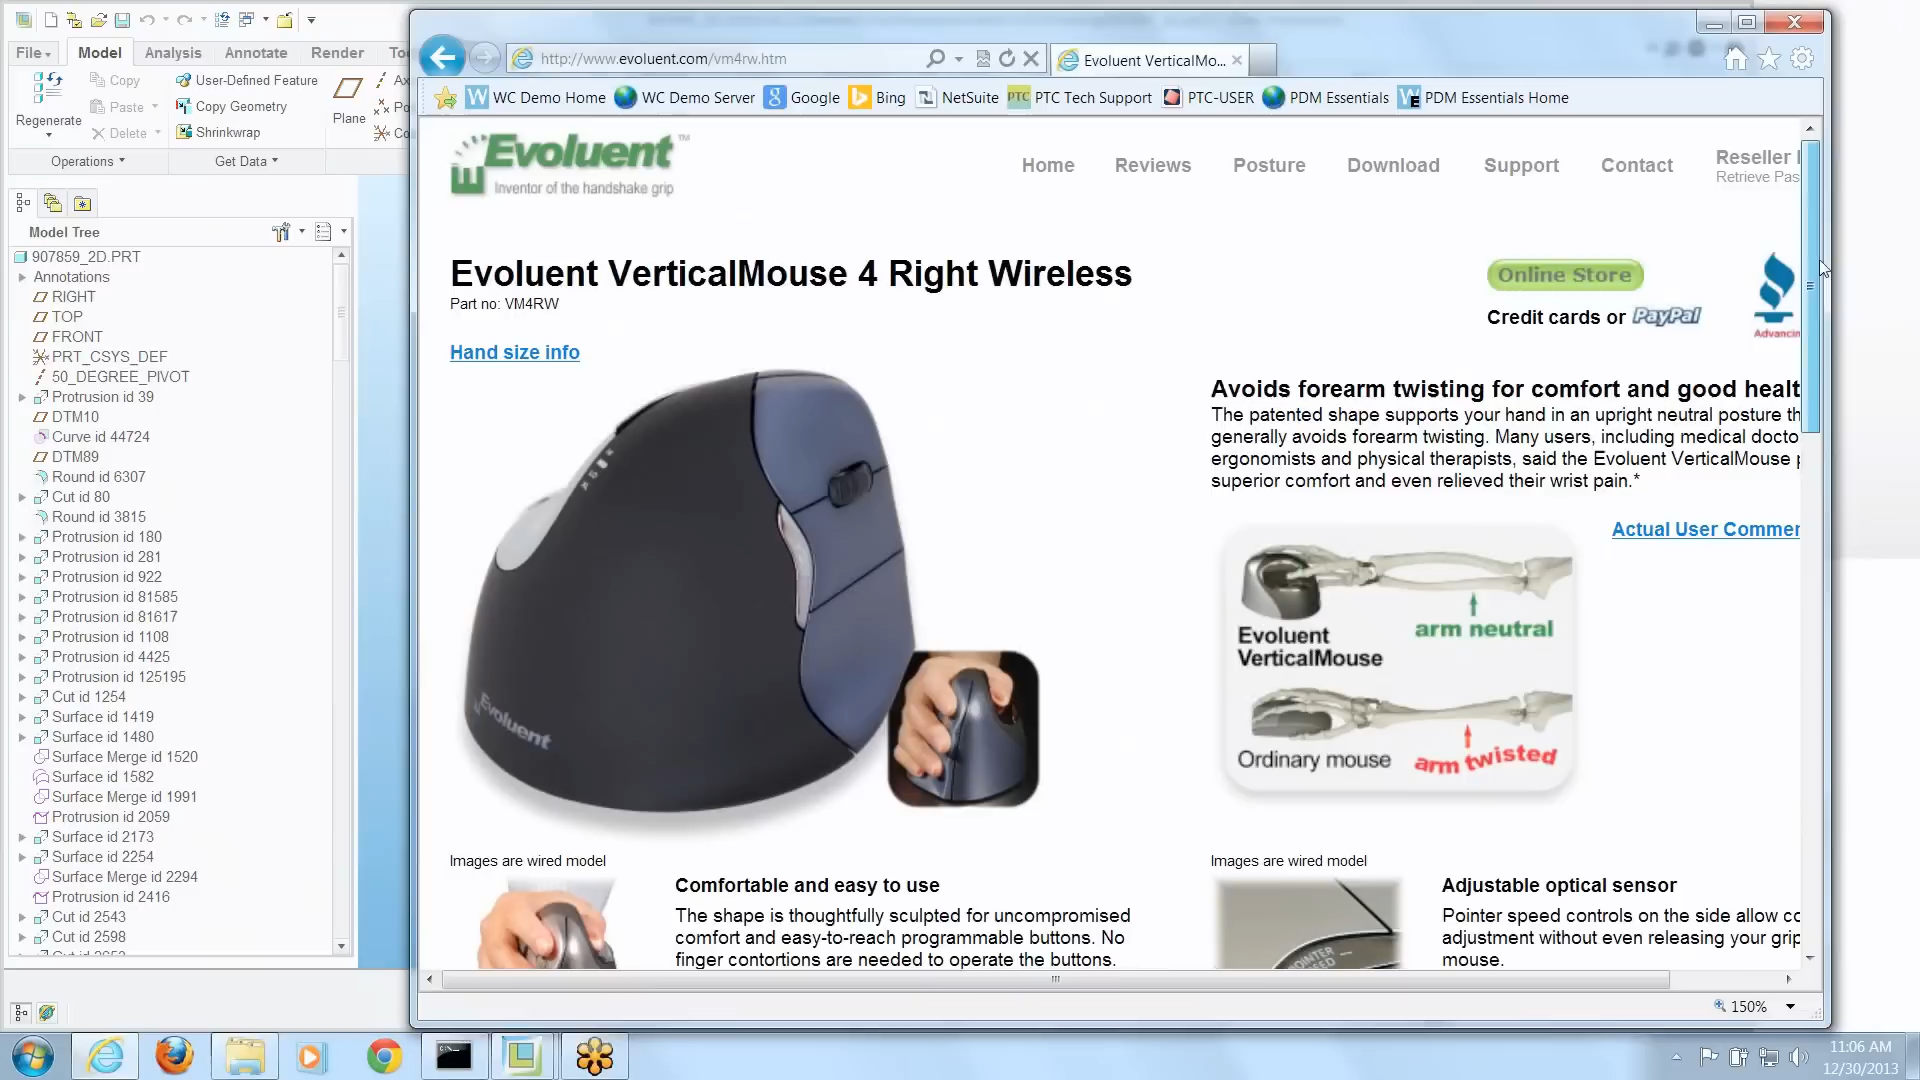 File
Model
Analysis
Annotate
Render
Regenerate
Copy
Paste
Delete
User-Defined Feature
Copy Geometry
Shrinkwrap
Plane
Operations
Get Data
Model Tree
907859_2D.PRT
Annotations
RIGHT
TOP
FRONT
PRT_CSYS_DEF
50_DEGREE_PIVOT
Protrusion id 39
DTM10
Curve id 44724
DTM89
Round id 6307
Cut id 80
Round id 3815
Protrusion id 180
Protrusion id 281
Protrusion id 922
Protrusion id 81585
Protrusion id 81617
Protrusion id 1108
Protrusion id 4425
Protrusion id 125195
Cut id 1254
Surface id 1419
Surface id 1480
Surface Merge id 1520
Surface id 1582
Surface Merge id 1991
Protrusion id 2059
Surface id 2173
Surface id 2254
Surface Merge id 2294
Protrusion id 2416
Cut id 2543
Cut id 2598
http://www.evoluent.com/vm4rw.htm
Evoluent VerticalMo...
WC Demo Home
WC Demo Server
Google
Bing
NetSuite
PTC PTC Tech Support
PTC-USER
PDM Essentials
PDM Essentials Home
Evoluent™
Inventor of the handshake grip
Home
Reviews
Posture
Download
Support
Contact
Reseller
Retrieve Pas
Evoluent VerticalMouse 4 Right Wireless
Part no: VM4RW
Online Store
Credit cards or PayPal
Advancin
Hand size info
Avoids forearm twisting for comfort and good healt
The patented shape supports your hand in an upright neutral posture th
generally avoids forearm twisting. Many users, including medical docto
ergonomists and physical therapists, said the Evoluent VerticalMouse p
superior comfort and even relieved their wrist pain.*
Actual User Commen
Evoluent
VerticalMouse
arm neutral
Ordinary mouse
arm twisted
Evoluent
Images are wired model
Images are wired model
Comfortable and easy to use
The shape is thoughtfully sculpted for uncompromised
comfort and easy-to-reach programmable buttons. No
finger contortions are needed to operate the buttons.
POINTER
SPEED
Adjustable optical sensor
Pointer speed controls on the side allow co
adjustment without even releasing your grip
mouse.
150%
11:06 AM
12/30/2013